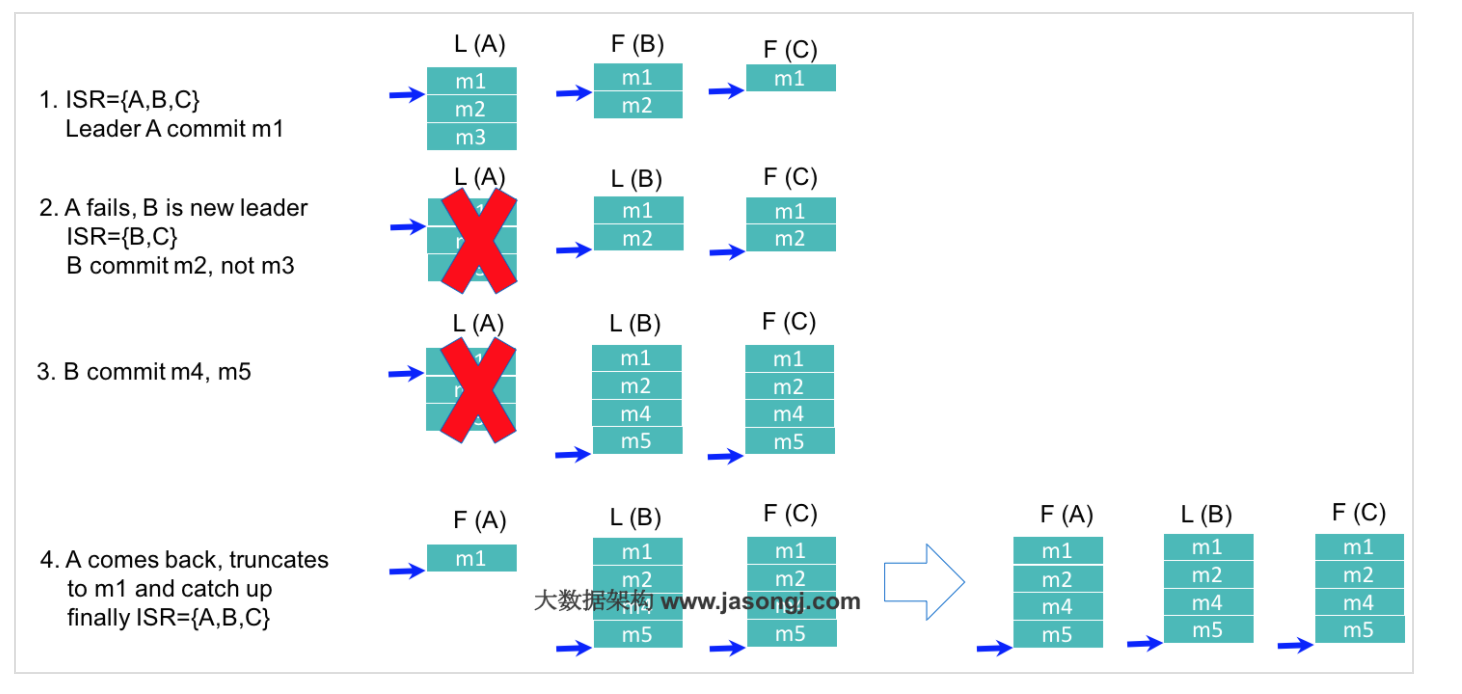 L (A)
F (B)
F (C)
1. ISR={A,B,C}
Leader A commit m1
m1
m2
m3
m1
m2
m1
2. A fails, B is new leader
ISR={B,C}
B commit m2, not m3
L (A)
L (B)
F (C)
m1
m2
m1
m2
3. B commit m4, m5
L (A)
L (B)
F (C)
m1
m2
m4
m5
m1
m2
m4
m5
4. A comes back, truncates
to m1 and catch up
finally ISR={A,B,C}
F (A)
L (B)
F (C)
m1
m1
m2
m5
m1
m2
m5
大数据架构 www.jasongj.com
F (A)
L (B)
F (C)
m1
m2
m4
m5
m1
m2
m4
m5
m1
m2
m4
m5